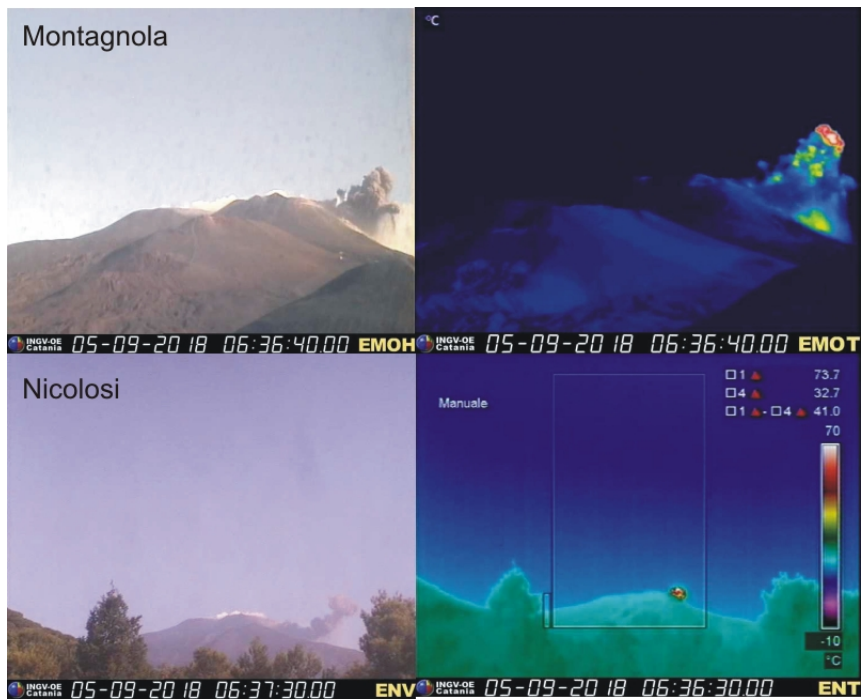 Montagnola
°C
INGV-OE
Catania 05-09-2018 06:36:40.00 EMOH
INGV-OE
Catania 05-09-2018 06:36:40.00 EMOT
Nicolosi
Manuale
1 73.7
4 32.7
1 - 4 41.0
70
-10
°C
INGV-OE
Catania 05-09-2018 06:37:30.00 ENV
INGV-OE
Catania 05-09-2018 06:36:30.00 ENT